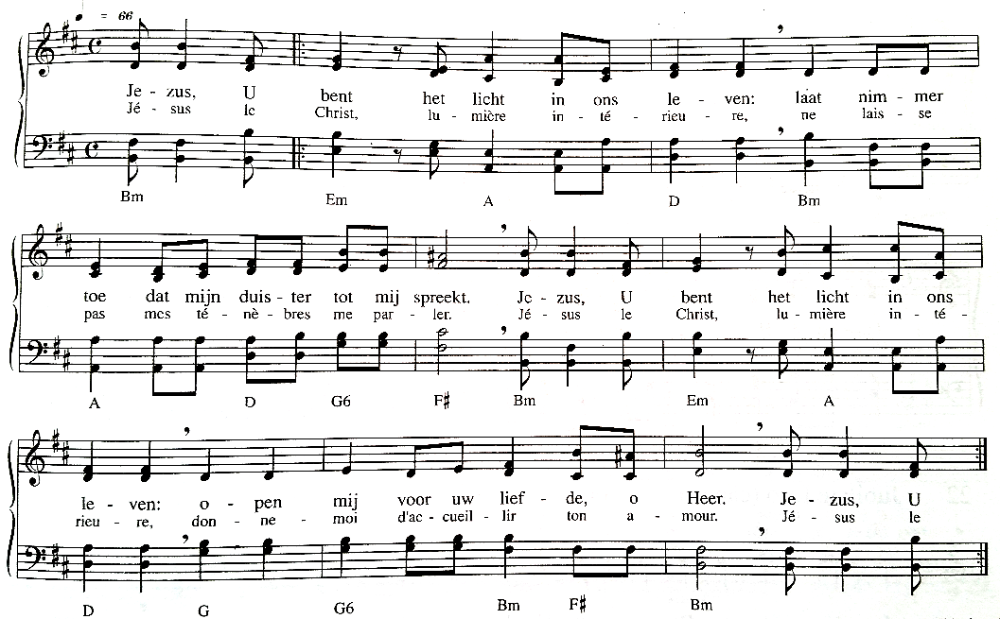 = 66
Je - zus, U bent het licht in ons le - ven: laat nim - mer
Jé - sus le Christ, lu - mière in - té - rieu - re, ne lais - se
Bm Em A D Bm
toe dat mijn duis - ter tot mij spreekt. Je - zus, U bent het licht in ons
pas mes té - nè - bres me par - ler. Jé - sus le Christ, lu - mière in - té -
A D G6 F♯ Bm Em A
le - ven: o - pen mij voor uw lief - de, o Heer. Je - zus, U
rieu - re, don - ne - moi d'ac - cueil - lir ton a - mour. Jé - sus le
D G G6 Bm F♯ Bm